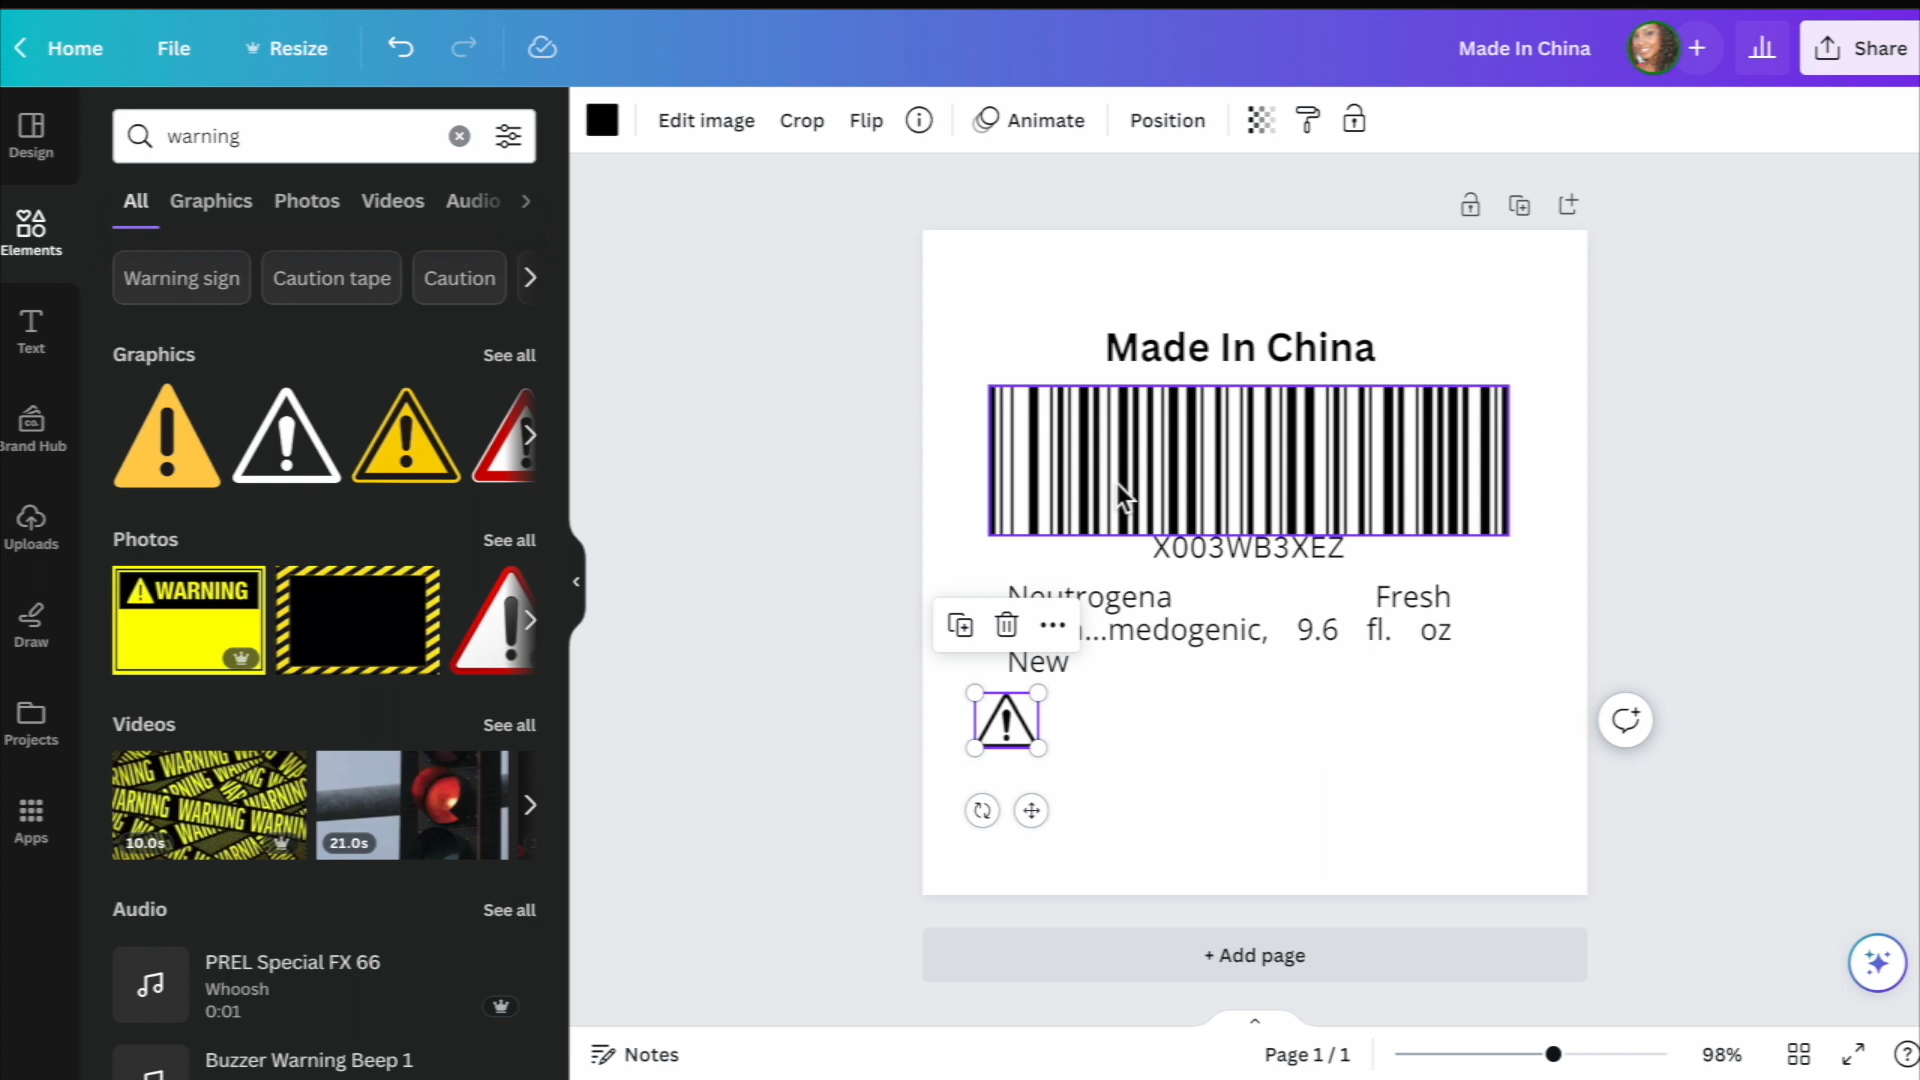 Home
File
Resize
Made In China
Share
Design
Elements
Text
Brand Hub
Uploads
Draw
Projects
Apps
warning
All
Graphics
Photos
Videos
Audio
Warning sign
Caution tape
Caution
Graphics
See all
Photos
See all
WARNING
Videos
See all
WARNING WARNING
WARNING WARNING
10.0s
21.0s
Audio
See all
PREL Special FX 66
Whoosh
0:01
Buzzer Warning Beep 1
Edit image
Crop
Flip
Animate
Position
Made In China
X003WB3XEZ
Neutrogena Fresh
...medogenic, 9.6 fl. oz
New
+ Add page
Notes
Page 1 / 1
98%